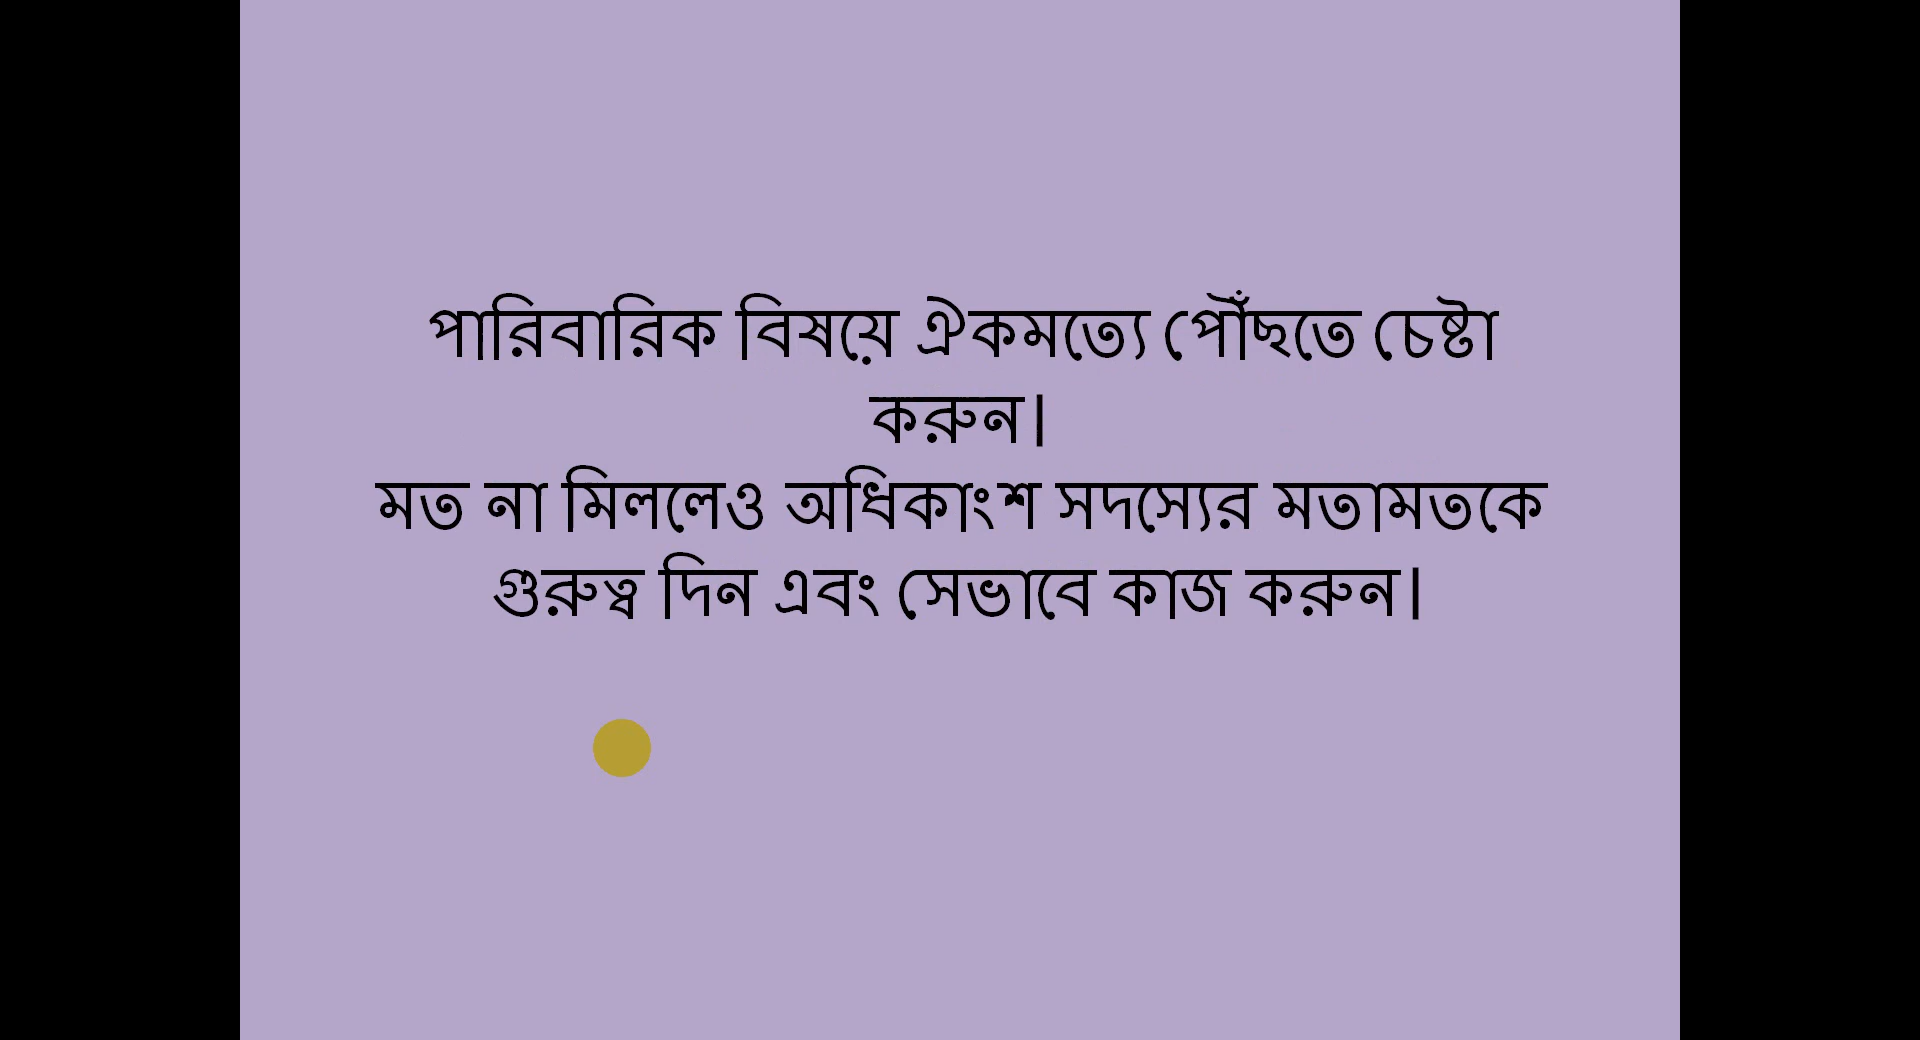 পারিবারিক বিষয়ে ঐকমত্যে পৌঁছতে চেষ্টা
করুন।
মত না মিললেও অধিকাংশ সদস্যের মতামতকে
গুরুত্ব দিন এবং সেভাবে কাজ করুন।